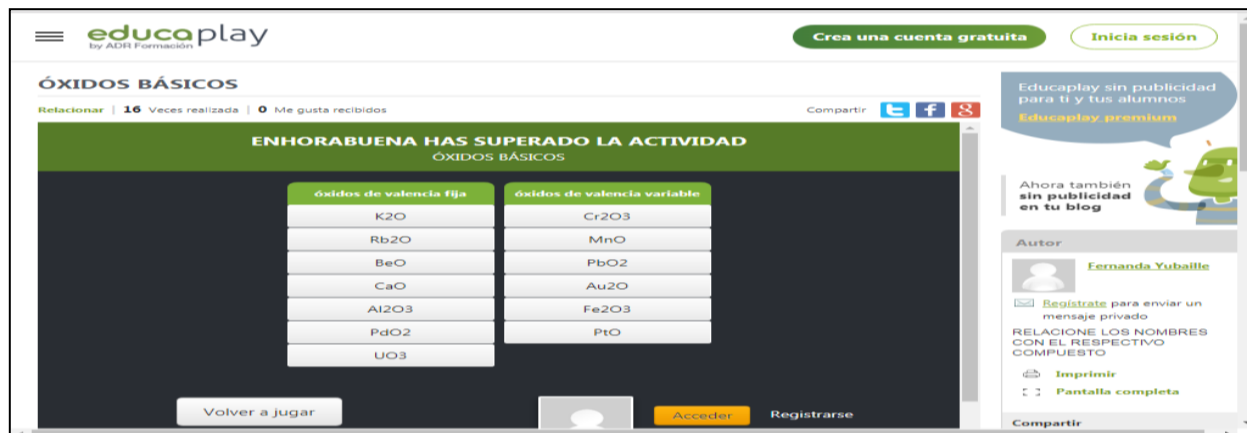 educaplay
by ADR Formación
Crea una cuenta gratuita
Inicia sesión
ÓXIDOS BÁSICOS
Relacionar | 16 Veces realizada | 0 Me gusta recibidos
Compartir
ENHORABUENA HAS SUPERADO LA ACTIVIDAD
ÓXIDOS BÁSICOS
óxidos de valencia fija
K2O
Rb2O
BeO
CaO
Al2O3
PdO2
UO3
óxidos de valencia variable
Cr2O3
MnO
PbO2
Au2O
Fe2O3
PtO
Volver a jugar
Acceder
Registrarse
Educaplay sin publicidad
para ti y tus alumnos
Educaplay premium
Ahora también
sin publicidad
en tu blog
Autor
Fernanda Yubaille
Regístrate para enviar un
mensaje privado
RELACIONE LOS NOMBRES
CON EL RESPECTIVO
COMPUESTO
Imprimir
Pantalla completa
Compartir